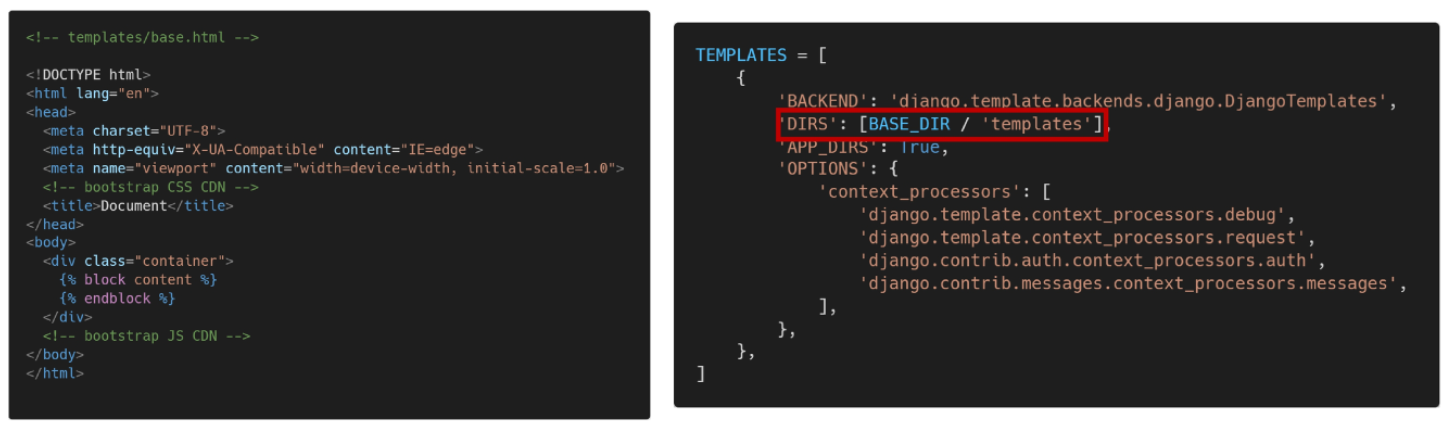 <!-- templates/base.html -->
<!DOCTYPE html>
<html lang="en">
<head>
  <meta charset="UTF-8">
  <meta http-equiv="X-UA-Compatible" content="IE=edge">
  <meta name="viewport" content="width=device-width, initial-scale=1.0">
  <!-- bootstrap CSS CDN -->
  <title>Document</title>
</head>
<body>
  <div class="container">
    {% block content %}
    {% endblock %}
  </div>
  <!-- bootstrap JS CDN -->
</body>
</html>
TEMPLATES = [
    {
        'BACKEND': 'django.template.backends.django.DjangoTemplates',
        'DIRS': [BASE_DIR / 'templates'],
        'APP_DIRS': True,
        'OPTIONS': {
            'context_processors': [
                'django.template.context_processors.debug',
                'django.template.context_processors.request',
                'django.contrib.auth.context_processors.auth',
                'django.contrib.messages.context_processors.messages',
            ],
        },
    },
]